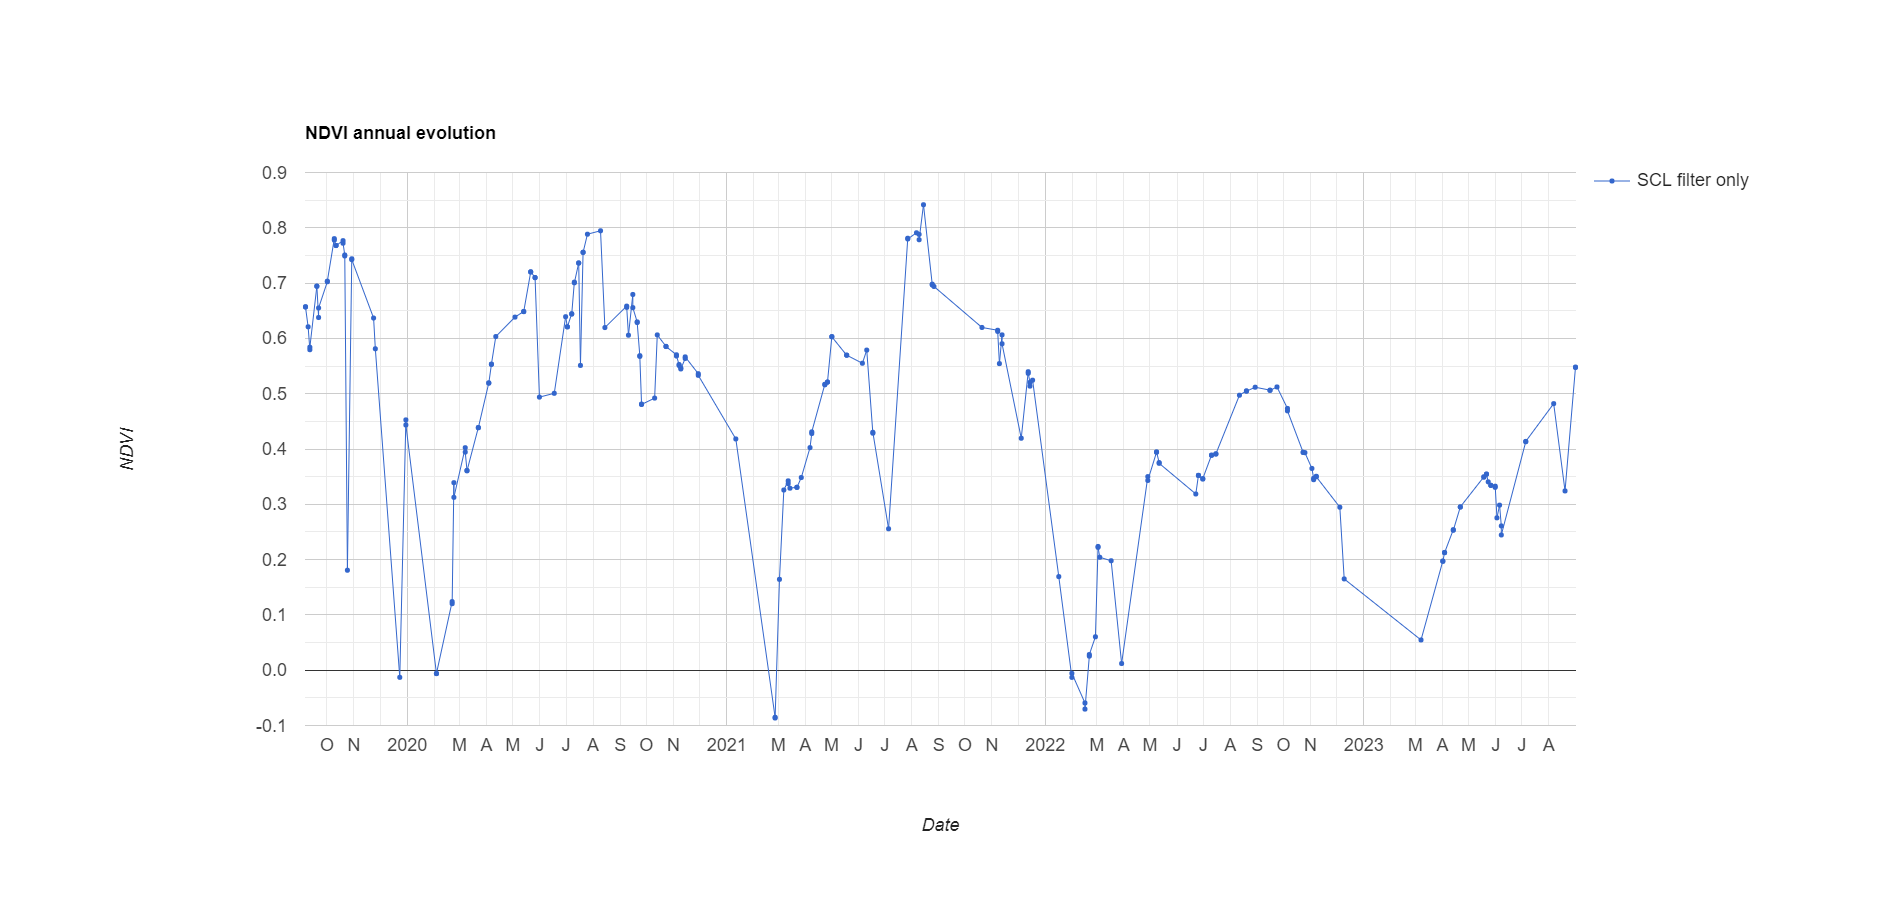 NDVI annual evolution
SCL filter only
0.9
0.8
0.7
0.6
0.5
0.4
0.3
0.2
0.1
0.0
-0.1
NDVI
O N 2020 M A M J J A S O N 2021 M A M J J A S O N 2022 M A M J J A S O N 2023 M A M J J A
Date